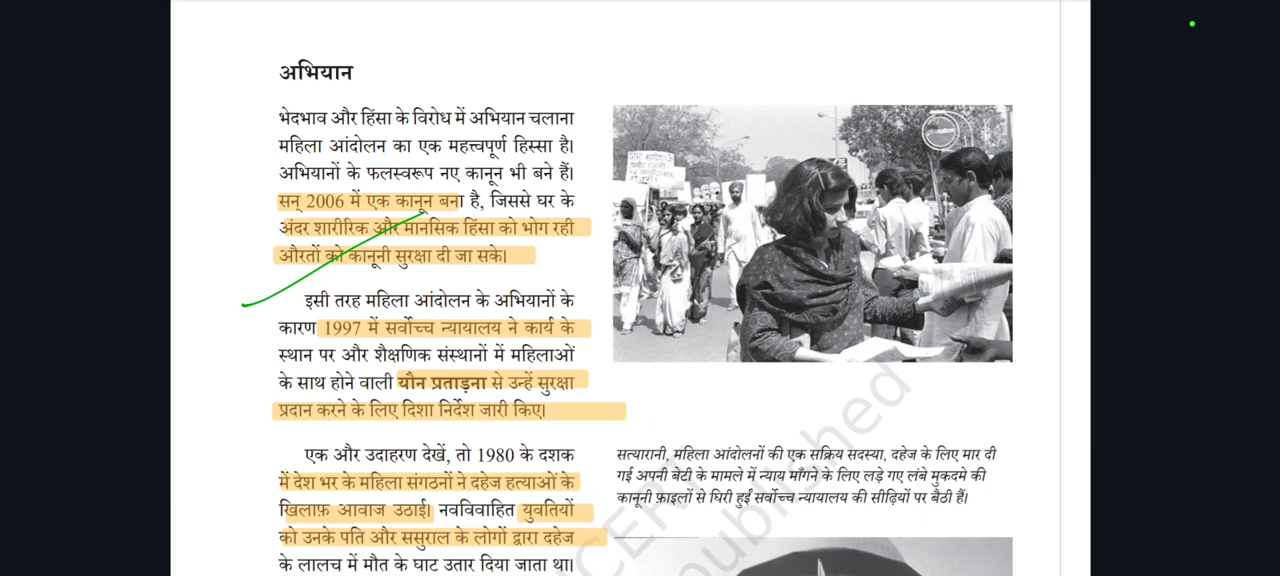 अभियान
भेदभाव और हिंसा के विरोध में अभियान चलाना
महिला आंदोलन का एक महत्त्वपूर्ण हिस्सा है।
अभियानों के फलस्वरूप नए कानून भी बने हैं।
सन् 2006 में एक कानून बना है, जिससे घर के
अंदर शारीरिक और मानसिक हिंसा को भोग रही
औरतों को कानूनी सुरक्षा दी जा सके।
इसी तरह महिला आंदोलन के अभियानों के
कारण 1997 में सर्वोच्च न्यायालय ने कार्य के
स्थान पर और शैक्षणिक संस्थानों में महिलाओं
के साथ होने वाली यौन प्रताड़ना से उन्हें सुरक्षा
प्रदान करने के लिए दिशा निर्देश जारी किए।
एक और उदाहरण देखें, तो 1980 के दशक
में देश भर के महिला संगठनों ने दहेज हत्याओं के
खिलाफ़ आवाज उठाई। नवविवाहित युवतियों
को उनके पति और ससुराल के लोगों द्वारा दहेज
के लालच में मौत के घाट उतार दिया जाता था।
सत्यारानी, महिला आंदोलनों की एक सक्रिय सदस्या, दहेज के लिए मार दी
गई अपनी बेटी के मामले में न्याय माँगने के लिए लड़े गए लंबे मुकदमे की
कानूनी फ़ाइलों से घिरी हुईं सर्वोच्च न्यायालय की सीढ़ियों पर बैठी हैं।
NCERT
published